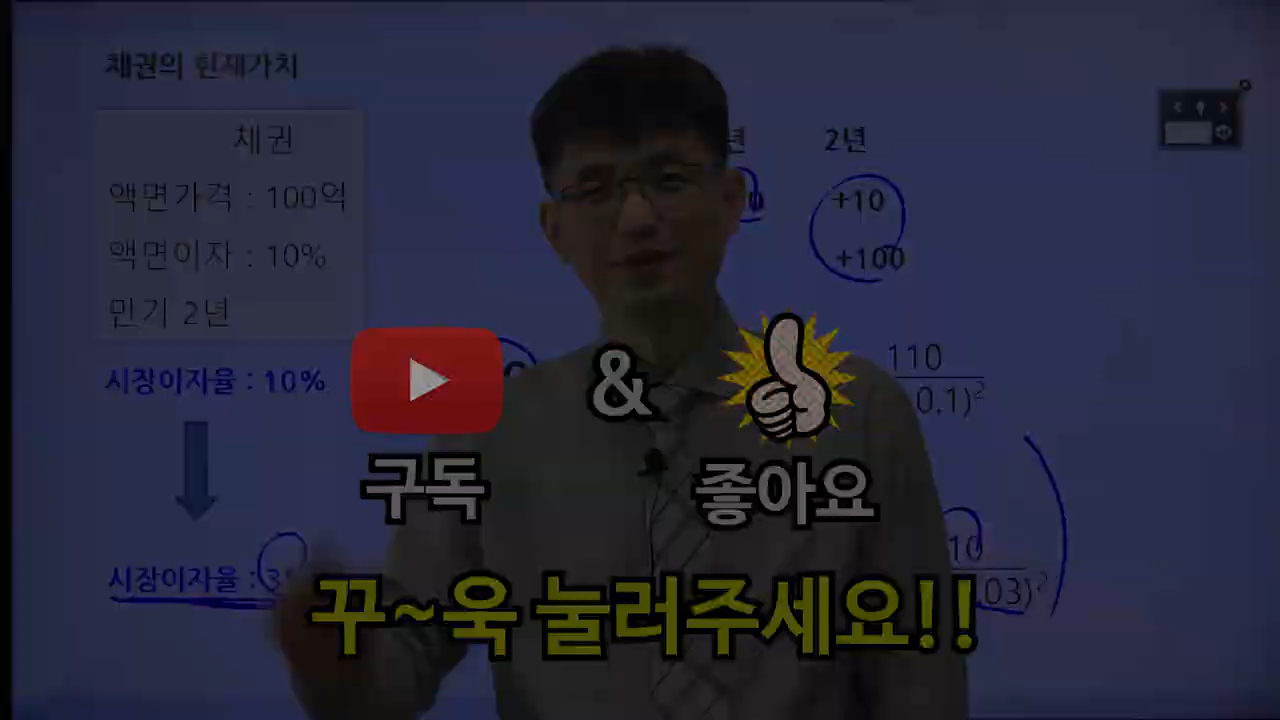 채권의 현재가치
채권
액면가격 : 100억
액면이자 : 10%
만기 2년
년 2년
+10
+100
시장이자율 : 10%
110
0.1)²
시장이자율 : 3
10
03)²
&
구독 좋아요
꾸~욱 눌러주세요!!